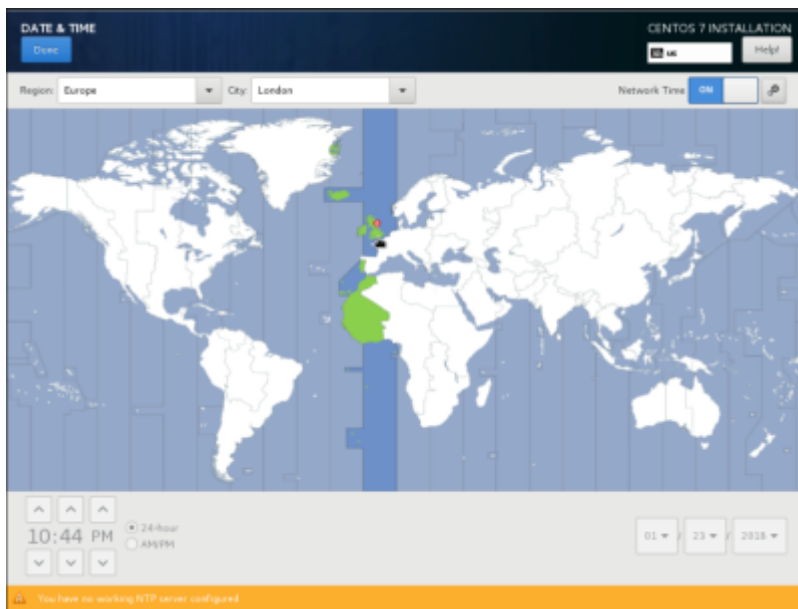 DATE & TIME
CENTOS 7 INSTALLATION
Done
us
Help!
Region: Europe
City: London
Network Time
ON
10:44 PM
24-hour
AM/PM
01 / 23 / 2018
You have no working NTP server configured